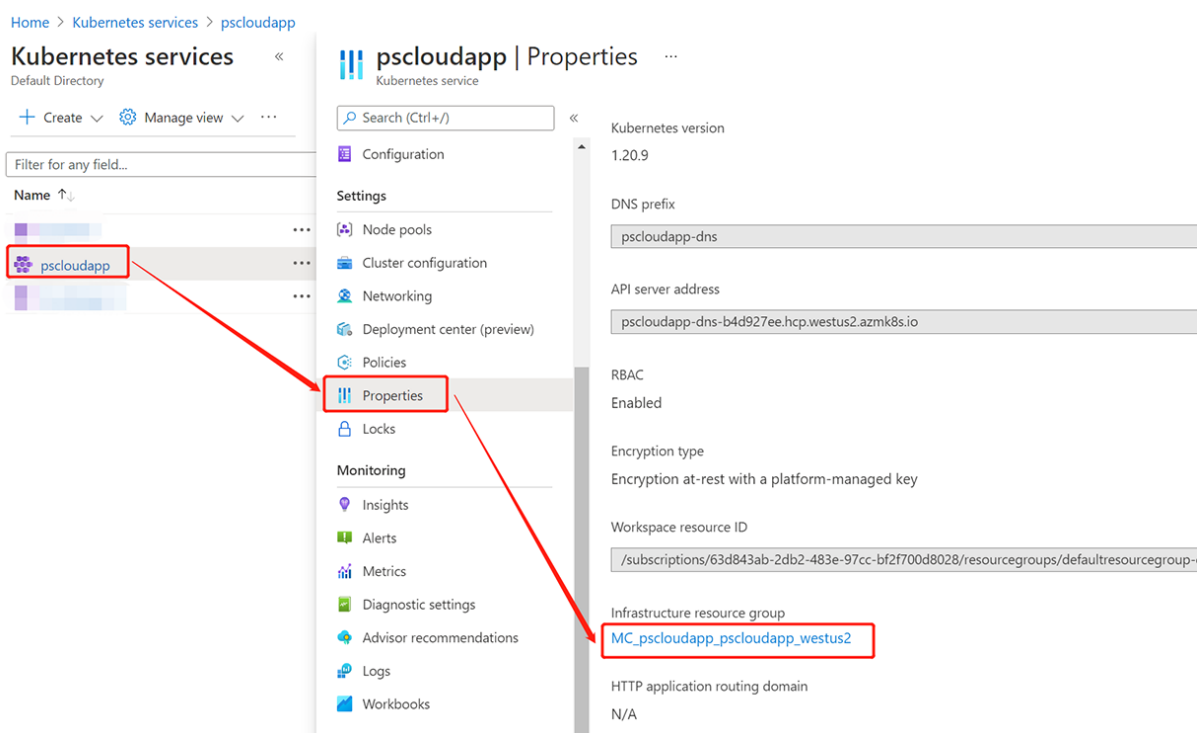 Home > Kubernetes services > pscloudapp
Kubernetes services «
Default Directory
+ Create Manage view ...
Filter for any field...
Name ↑↓
...
pscloudapp ...
...
pscloudapp | Properties ...
Kubernetes service
Search (Ctrl+/) «
Configuration
Settings
Node pools
Cluster configuration
Networking
Deployment center (preview)
Policies
Properties
Locks
Monitoring
Insights
Alerts
Metrics
Diagnostic settings
Advisor recommendations
Logs
Workbooks
Kubernetes version
1.20.9
DNS prefix
pscloudapp-dns
API server address
pscloudapp-dns-b4d927ee.hcp.westus2.azmk8s.io
RBAC
Enabled
Encryption type
Encryption at-rest with a platform-managed key
Workspace resource ID
/subscriptions/63d843ab-2db2-483e-97cc-bf2f700d8028/resourcegroups/defaultresourcegroup-
Infrastructure resource group
MC_pscloudapp_pscloudapp_westus2
HTTP application routing domain
N/A